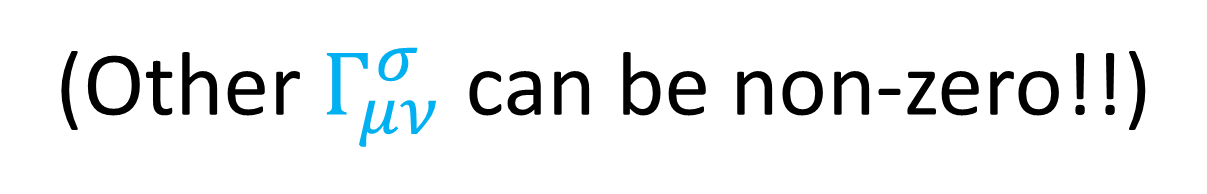 (Other Γ^σ_μν can be non-zero!!)